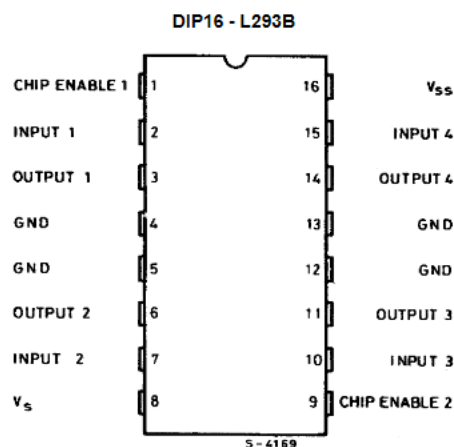 DIP16 - L293B
CHIP ENABLE 1 1 16 VSS
INPUT 1 2 15 INPUT 4
OUTPUT 1 3 14 OUTPUT 4
GND 4 13 GND
GND 5 12 GND
OUTPUT 2 6 11 OUTPUT 3
INPUT 2 7 10 INPUT 3
VS 8 9 CHIP ENABLE 2
S-4169